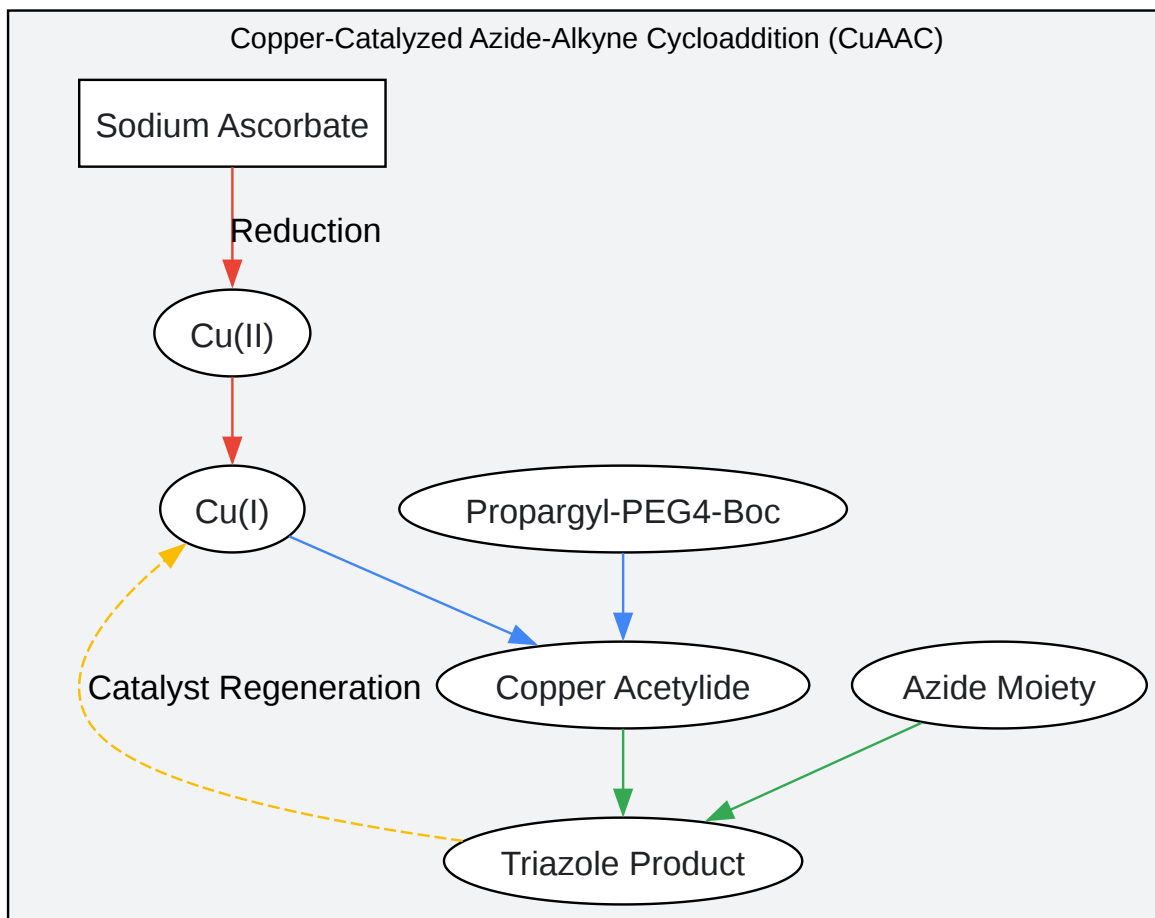 Copper-Catalyzed Azide-Alkyne Cycloaddition (CuAAC)
Sodium Ascorbate
Reduction
Cu(II)
Cu(I)
Propargyl-PEG4-Boc
Catalyst Regeneration
Copper Acetylide
Azide Moiety
Triazole Product